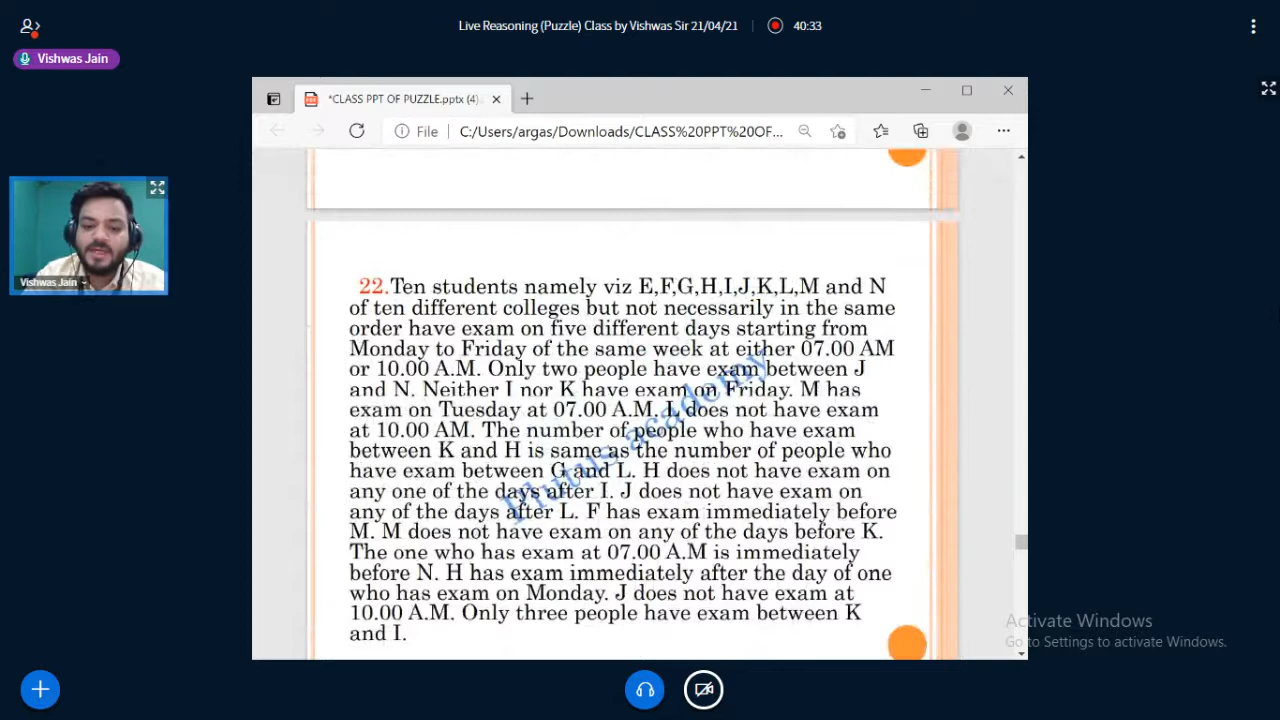 Live Reasoning (Puzzle) Class by Vishwas Sir 21/04/21
40:33
Vishwas Jain
*CLASS PPT OF PUZZLE.pptx (4).
File
C:/Users/argas/Downloads/CLASS%20PPT%20OF...
Vishwas Jain
22.Ten students namely viz E,F,G,H,I,J,K,L,M and N
of ten different colleges but not necessarily in the same
order have exam on five different days starting from
Monday to Friday of the same week at either 07.00 AM
or 10.00 A.M. Only two people have exam between J
and N. Neither I nor K have exam on Friday. M has
exam on Tuesday at 07.00 A.M. L does not have exam
at 10.00 AM. The number of people who have exam
between K and H is same as the number of people who
have exam between G and L. H does not have exam on
any one of the days after I. J does not have exam on
any of the days after L. F has exam immediately before
M. M does not have exam on any of the days before K.
The one who has exam at 07.00 A.M is immediately
before N. H has exam immediately after the day of one
who has exam on Monday. J does not have exam at
10.00 A.M. Only three people have exam between K
and I.
Plutus academy
Activate Windows
Go to Settings to activate Windows.